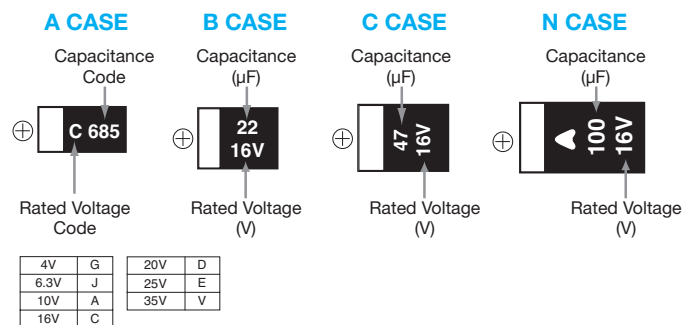 A CASE
B CASE
C CASE
N CASE
Capacitance
Code
Capacitance
(µF)
Capacitance
(µF)
Capacitance
(µF)
C 685
22
16V
47
16V
100
16V
Rated Voltage
Code
Rated Voltage
(V)
Rated Voltage
(V)
Rated Voltage
(V)
4V G
6.3V J
10V A
16V C
20V D
25V E
35V V